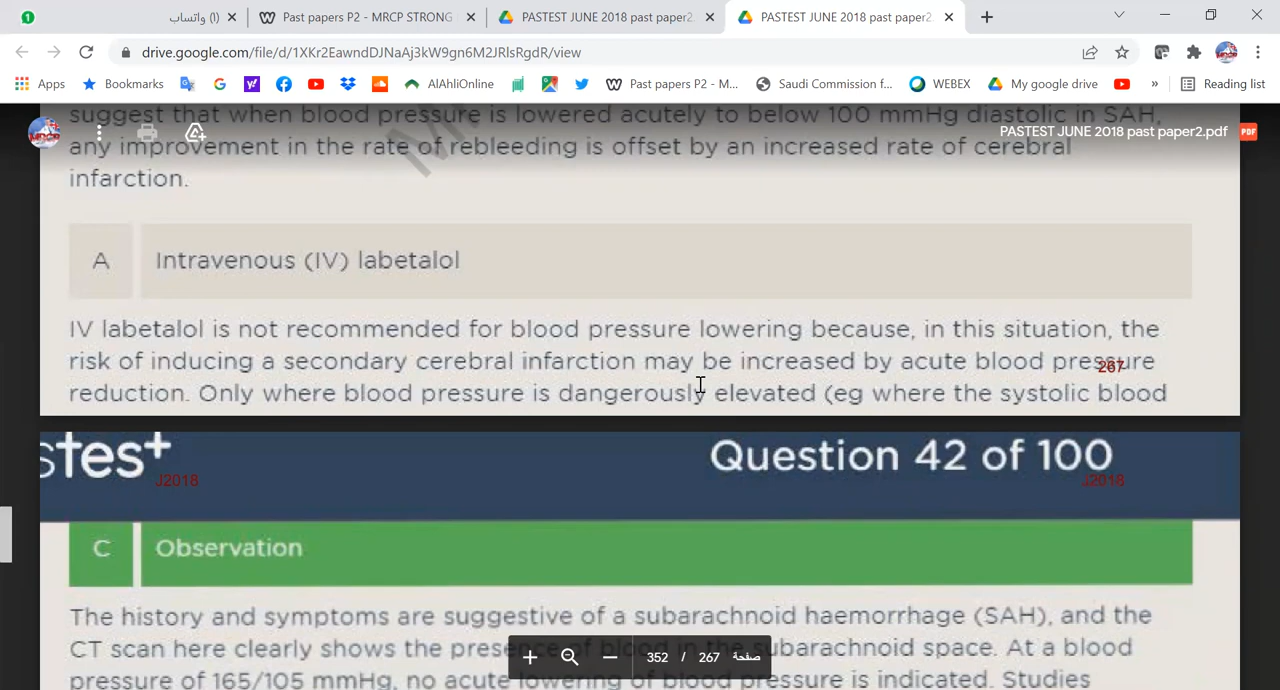 (1) واتساب
Past papers P2 - MRCP STRONG
PASTEST JUNE 2018 past paper2.
PASTEST JUNE 2018 past paper2.
drive.google.com/file/d/1XKr2EawndDJNaAj3kW9gn6M2JRlsRgdR/view
Apps
Bookmarks
AlAhliOnline
Past papers P2 - M...
Saudi Commission f...
WEBEX
My google drive
»
Reading list
suggest that when blood pressure is lowered acutely to below 100 mmHg diastolic in SAH,
PASTEST JUNE 2018 past paper2.pdf
PDF
any improvement in the rate of rebleeding is offset by an increased rate of cerebral
infarction.
A
Intravenous (IV) labetalol
IV labetalol is not recommended for blood pressure lowering because, in this situation, the
risk of inducing a secondary cerebral infarction may be increased by acute blood pressure
267
reduction. Only where blood pressure is dangerously elevated (eg where the systolic blood
stest+
Question 42 of 100
J2018
J2018
C
Observation
The history and symptoms are suggestive of a subarachnoid haemorrhage (SAH), and the
CT scan here clearly shows the presence of blood in the subarachnoid space. At a blood
352 / 267 صفحة
pressure of 165/105 mmHg, no acute lowering of blood pressure is indicated. Studies